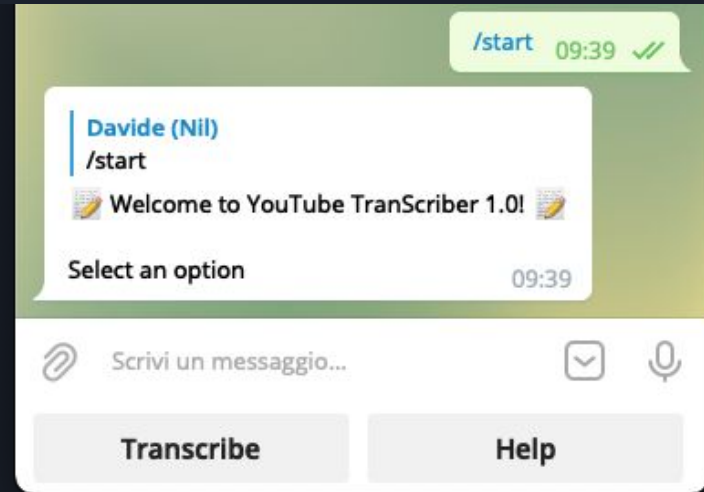 /start 09:39
Davide (Nil)
/start
📝 Welcome to YouTube TranScriber 1.0! 📝
Select an option 09:39
Scrivi un messaggio...
Transcribe Help